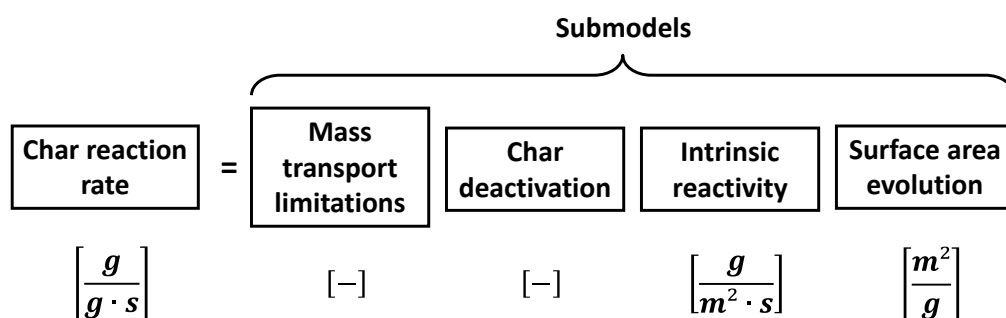 Submodels
Char reaction
rate
=
Mass
transport
limitations
Char
deactivation
Intrinsic
reactivity
Surface area
evolution
[g / g · s]
[−]
[−]
[g / m² · s]
[m² / g]